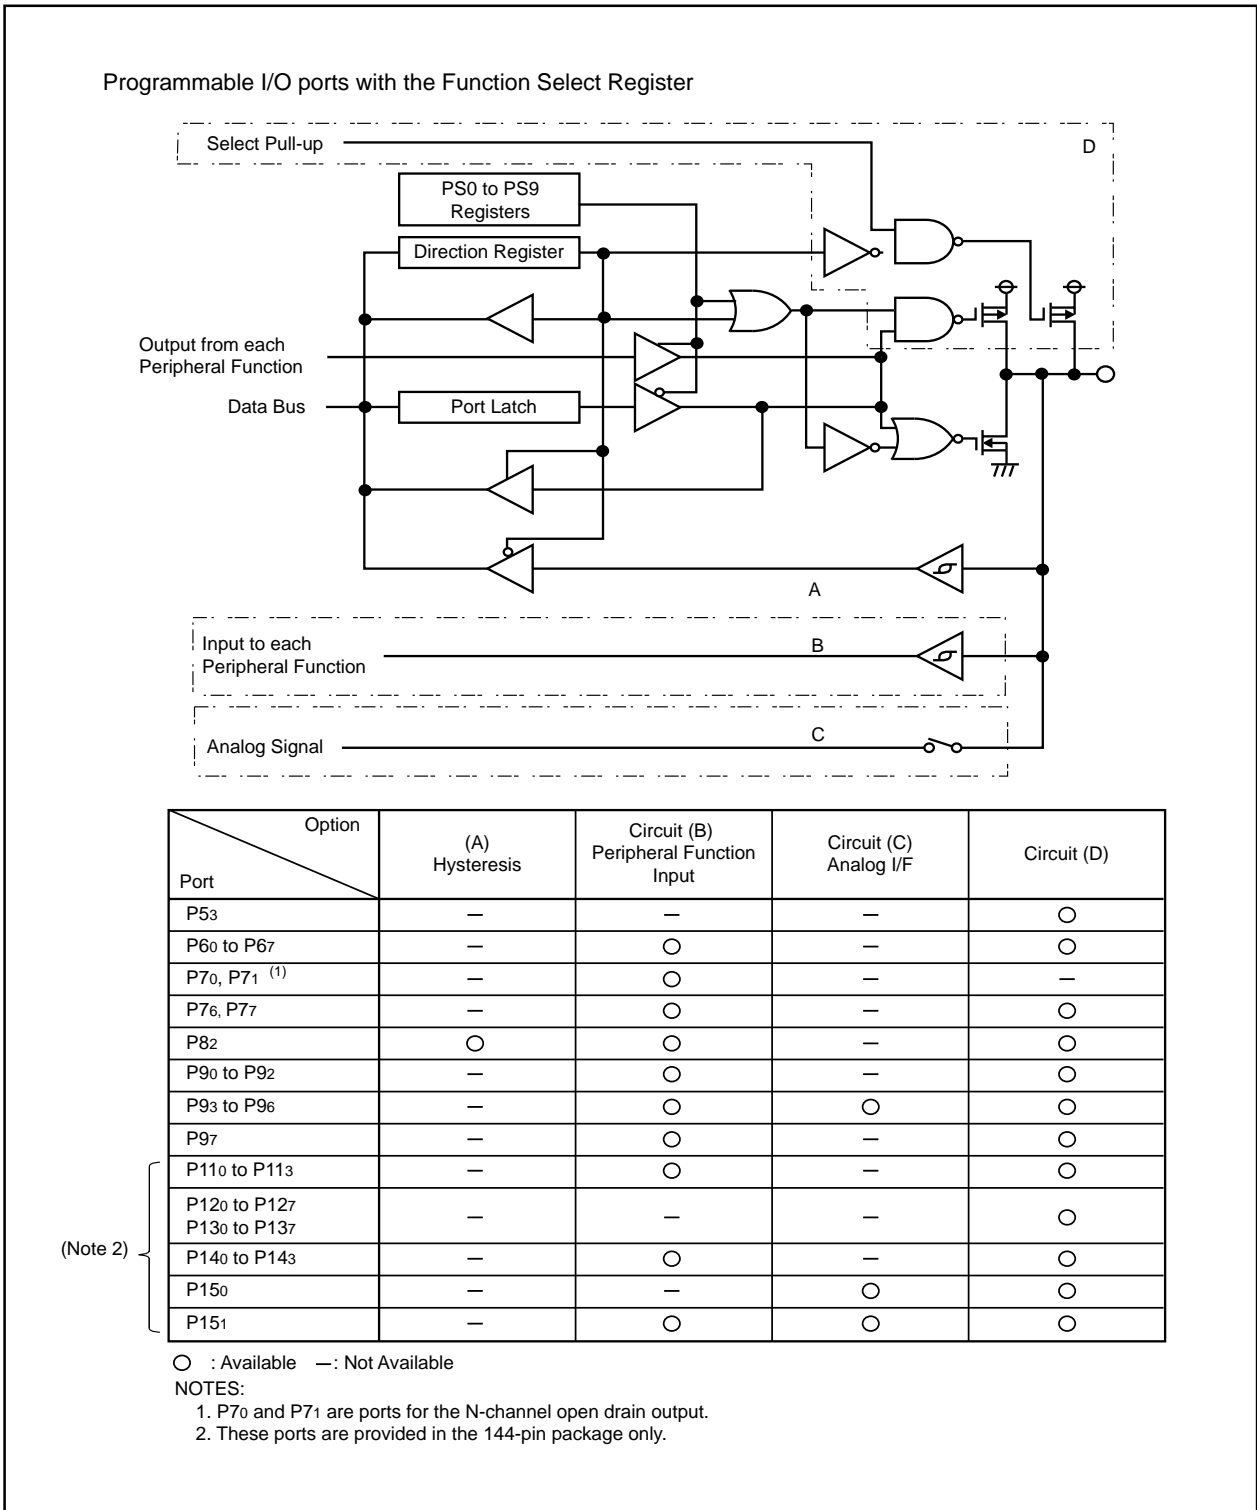 Programmable I/O ports with the Function Select Register
Select Pull-up
D
PS0 to PS9
Registers
Direction Register
Output from each
Peripheral Function
Data Bus
Port Latch
A
Input to each
Peripheral Function
B
Analog Signal
C
Option
Port
(A)
Hysteresis
Circuit (B)
Peripheral Function
Input
Circuit (C)
Analog I/F
Circuit (D)
P53 – – – ○
P60 to P67 – ○ – ○
P70, P71 (1) – ○ – –
P76, P77 – ○ – ○
P82 ○ ○ – ○
P90 to P92 – ○ – ○
P93 to P96 – ○ ○ ○
P97 – ○ – ○
P110 to P113 – ○ – ○
P120 to P127
P130 to P137 – – – ○
(Note 2)
P140 to P143 – ○ – ○
P150 – – ○ ○
P151 – ○ ○ ○
○ : Available –: Not Available
NOTES:
1. P70 and P71 are ports for the N-channel open drain output.
2. These ports are provided in the 144-pin package only.